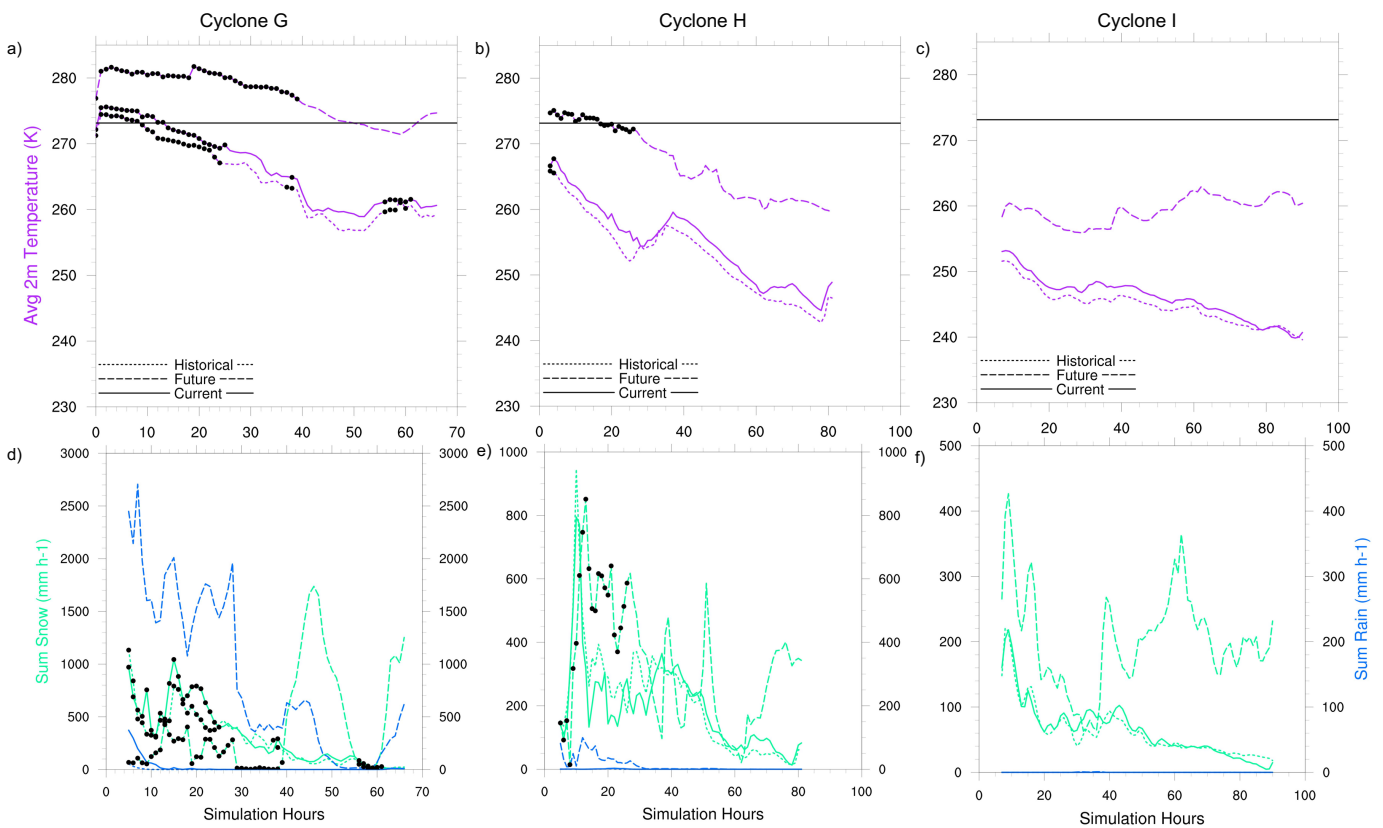 Cyclone G
Cyclone H
Cyclone I
a)
b)
c)
Avg 2m Temperature (K)
280
270
260
250
240
230
Historical
Future
Current
0 10 20 30 40 50 60 70
280
270
260
250
240
230
Historical
Future
Current
0 20 40 60 80 100
280
270
260
250
240
230
Historical
Future
Current
0 20 40 60 80 100
d)
e)
f)
Sum Snow (mm h-1)
3000
2500
2000
1500
1000
500
0
3000
2500
2000
1500
1000
500
0
0 10 20 30 40 50 60 70
Simulation Hours
1000
800
600
400
200
0
1000
800
600
400
200
0
0 20 40 60 80 100
Simulation Hours
500
400
300
200
100
0
500
400
300
200
100
0
0 20 40 60 80 100
Simulation Hours
Sum Rain (mm h-1)